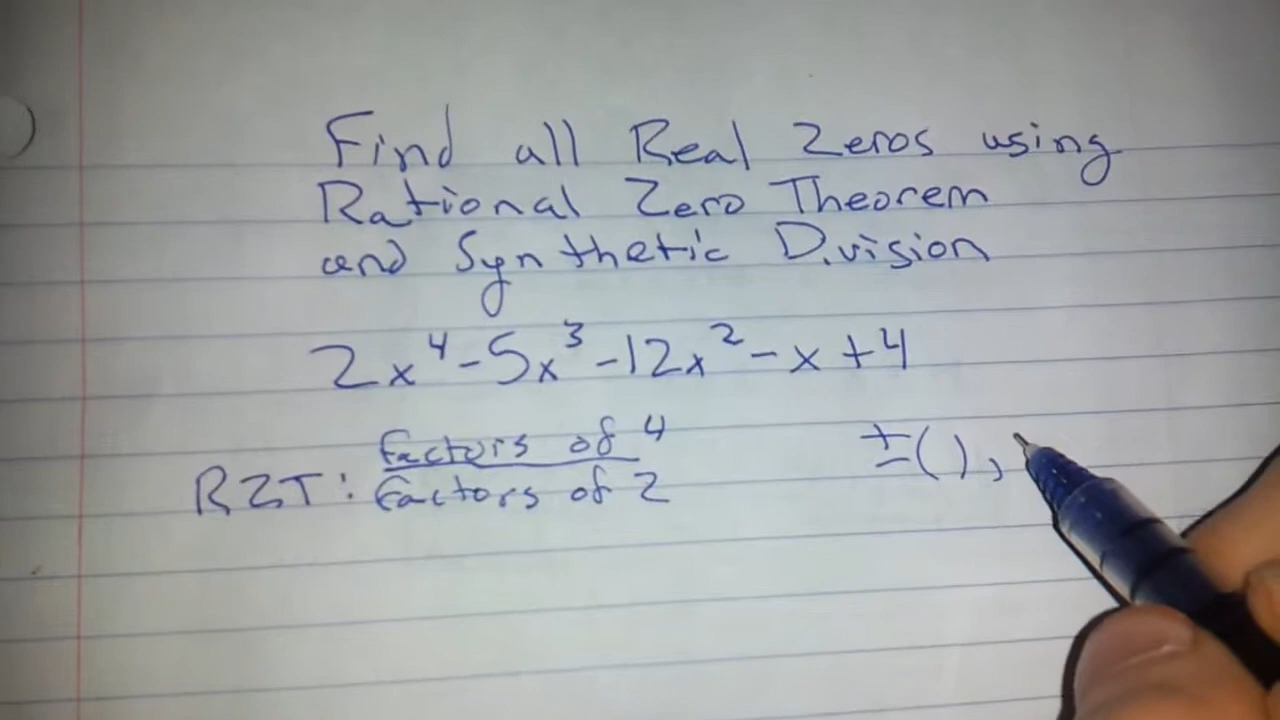 Find all Real Zeros using
Rational Zero Theorem
and Synthetic Division
2x⁴-5x³-12x²-x+4
RZT: factors of 4
factors of 2
±(),